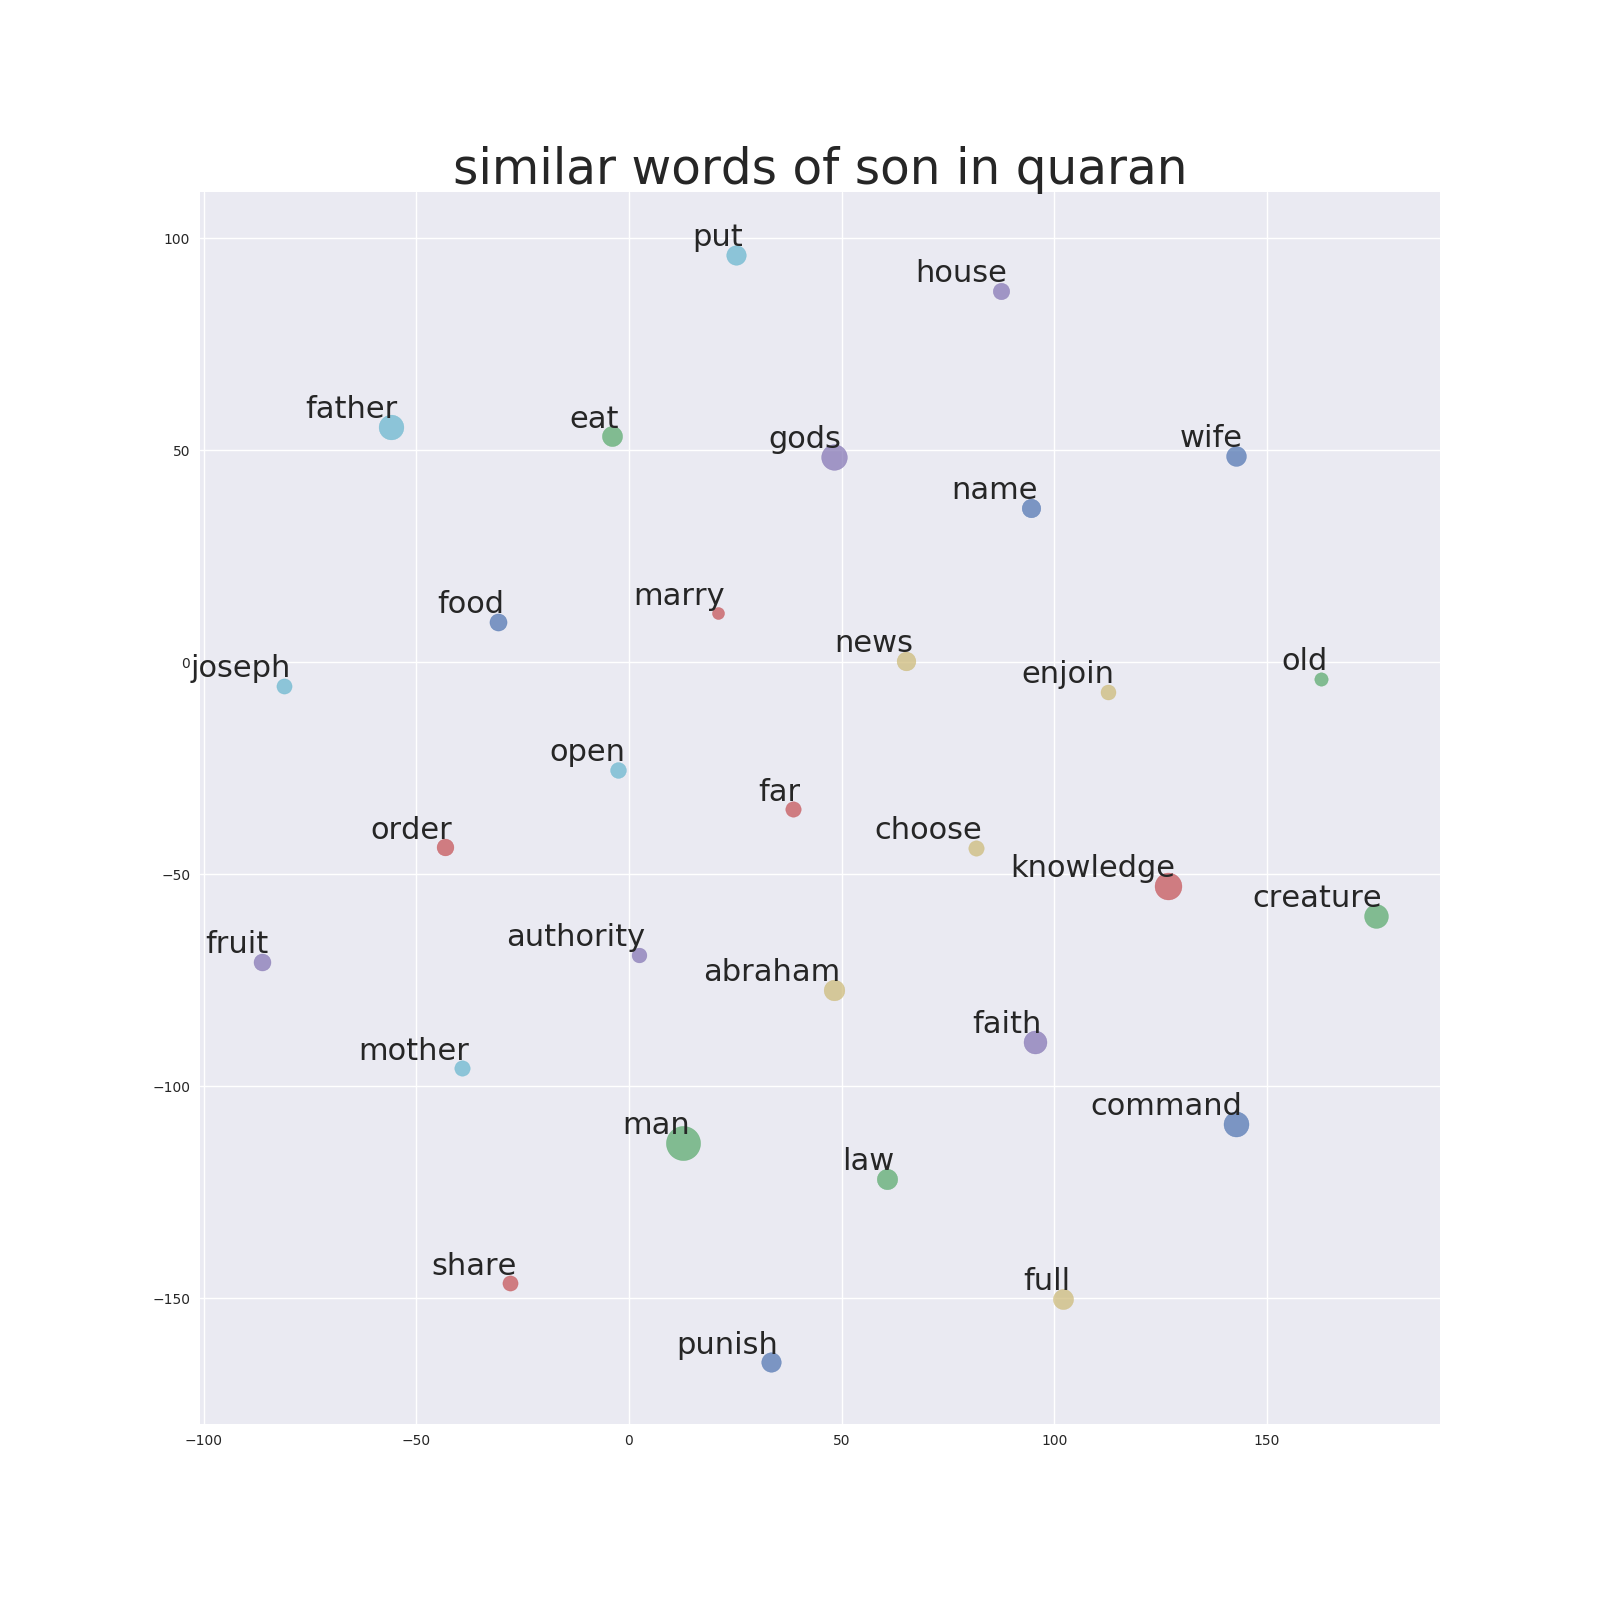 similar words of son in quaran
put
100
house
father
eat
gods
wife
50
name
food
marry
news
0
joseph
enjoin
old
open
far
order
choose
knowledge
−50
creature
fruit
authority
abraham
faith
mother
−100
command
man
law
share
full
−150
punish
−100 −50 0 50 100 150